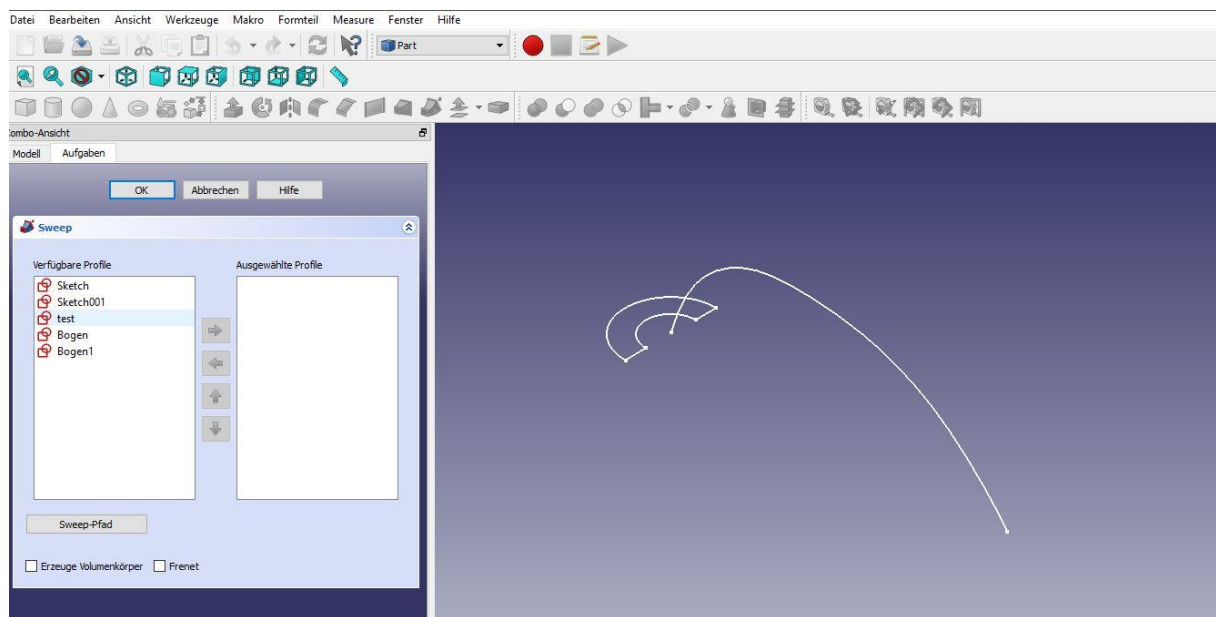 Datei Bearbeiten Ansicht Werkzeuge Makro Formteil Measure Fenster Hilfe
Part
ombo-Ansicht
Modell Aufgaben
OK Abbrechen Hilfe
Sweep
Verfügbare Profile Ausgewählte Profile
Sketch
Sketch001
test
Bogen
Bogen1
Sweep-Pfad
Erzeuge Volumenkörper Frenet